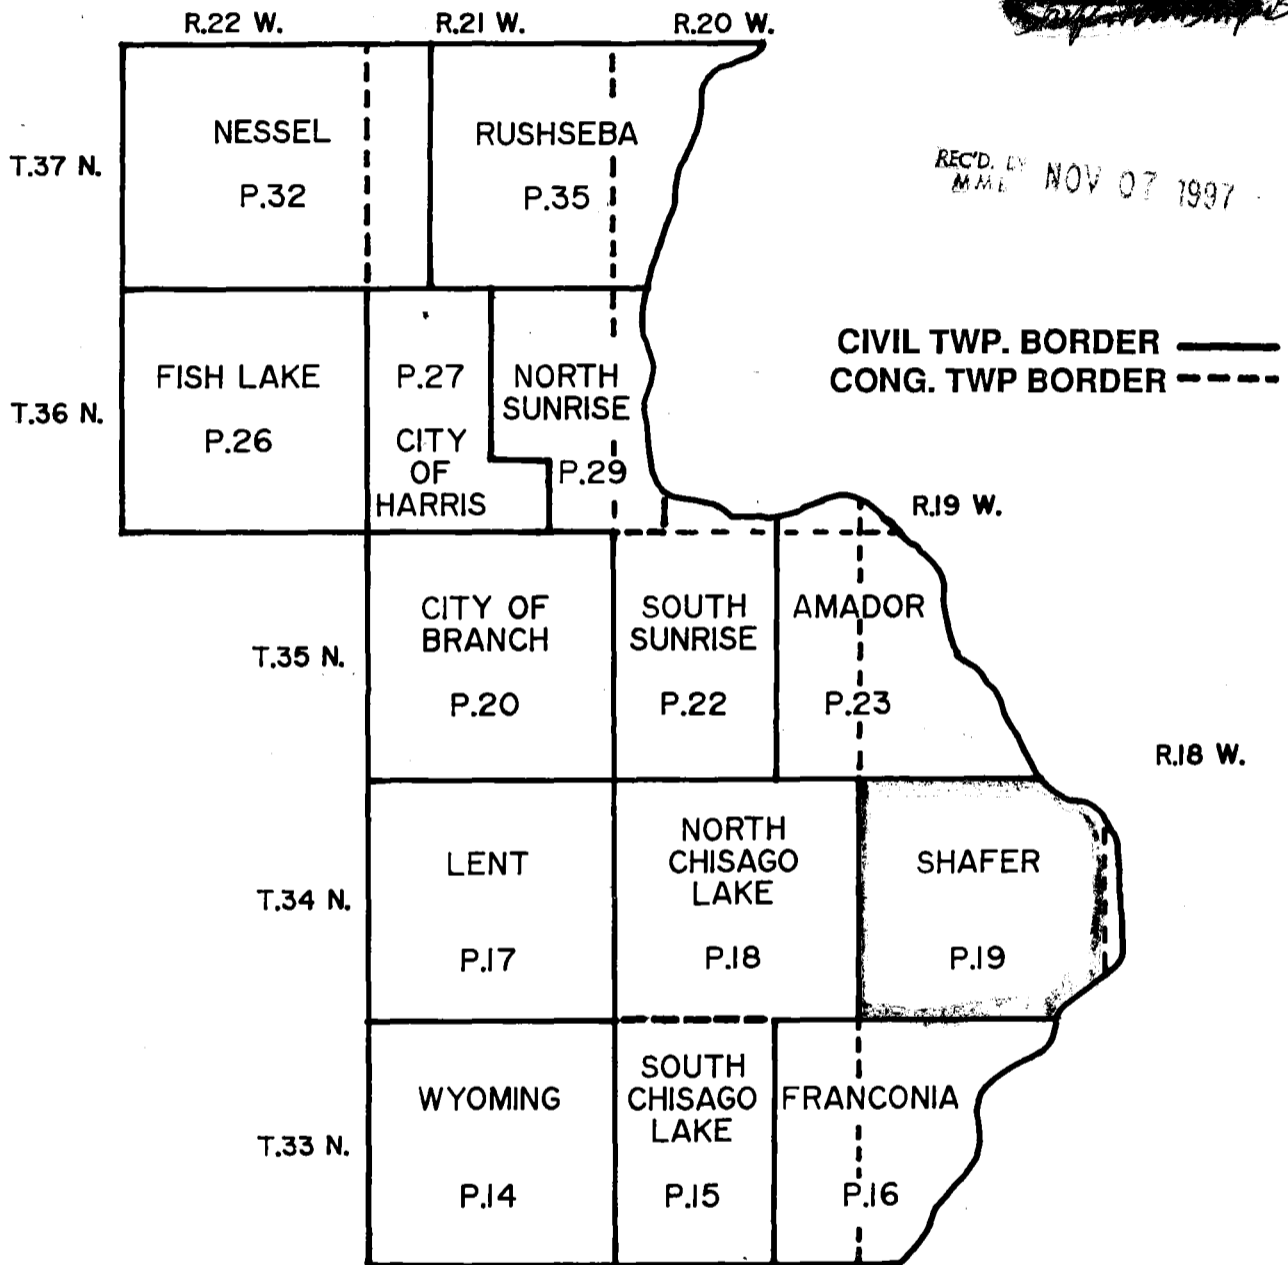 R.22 W. R.21 W. R.20 W.
T.37 N.
NESSEL
P.32
RUSHSEBA
P.35
REC'D. BY
MML NOV 07 1997
CIVIL TWP. BORDER
CONG. TWP BORDER
T.36 N.
FISH LAKE
P.26
P.27
CITY
OF
HARRIS
NORTH
SUNRISE
P.29
R.19 W.
T.35 N.
CITY OF
BRANCH
P.20
SOUTH
SUNRISE
P.22
AMADOR
P.23
R.18 W.
T.34 N.
LENT
P.17
NORTH
CHISAGO
LAKE
P.18
SHAFER
P.19
T.33 N.
WYOMING
P.14
SOUTH
CHISAGO
LAKE
P.15
FRANCONIA
P.16